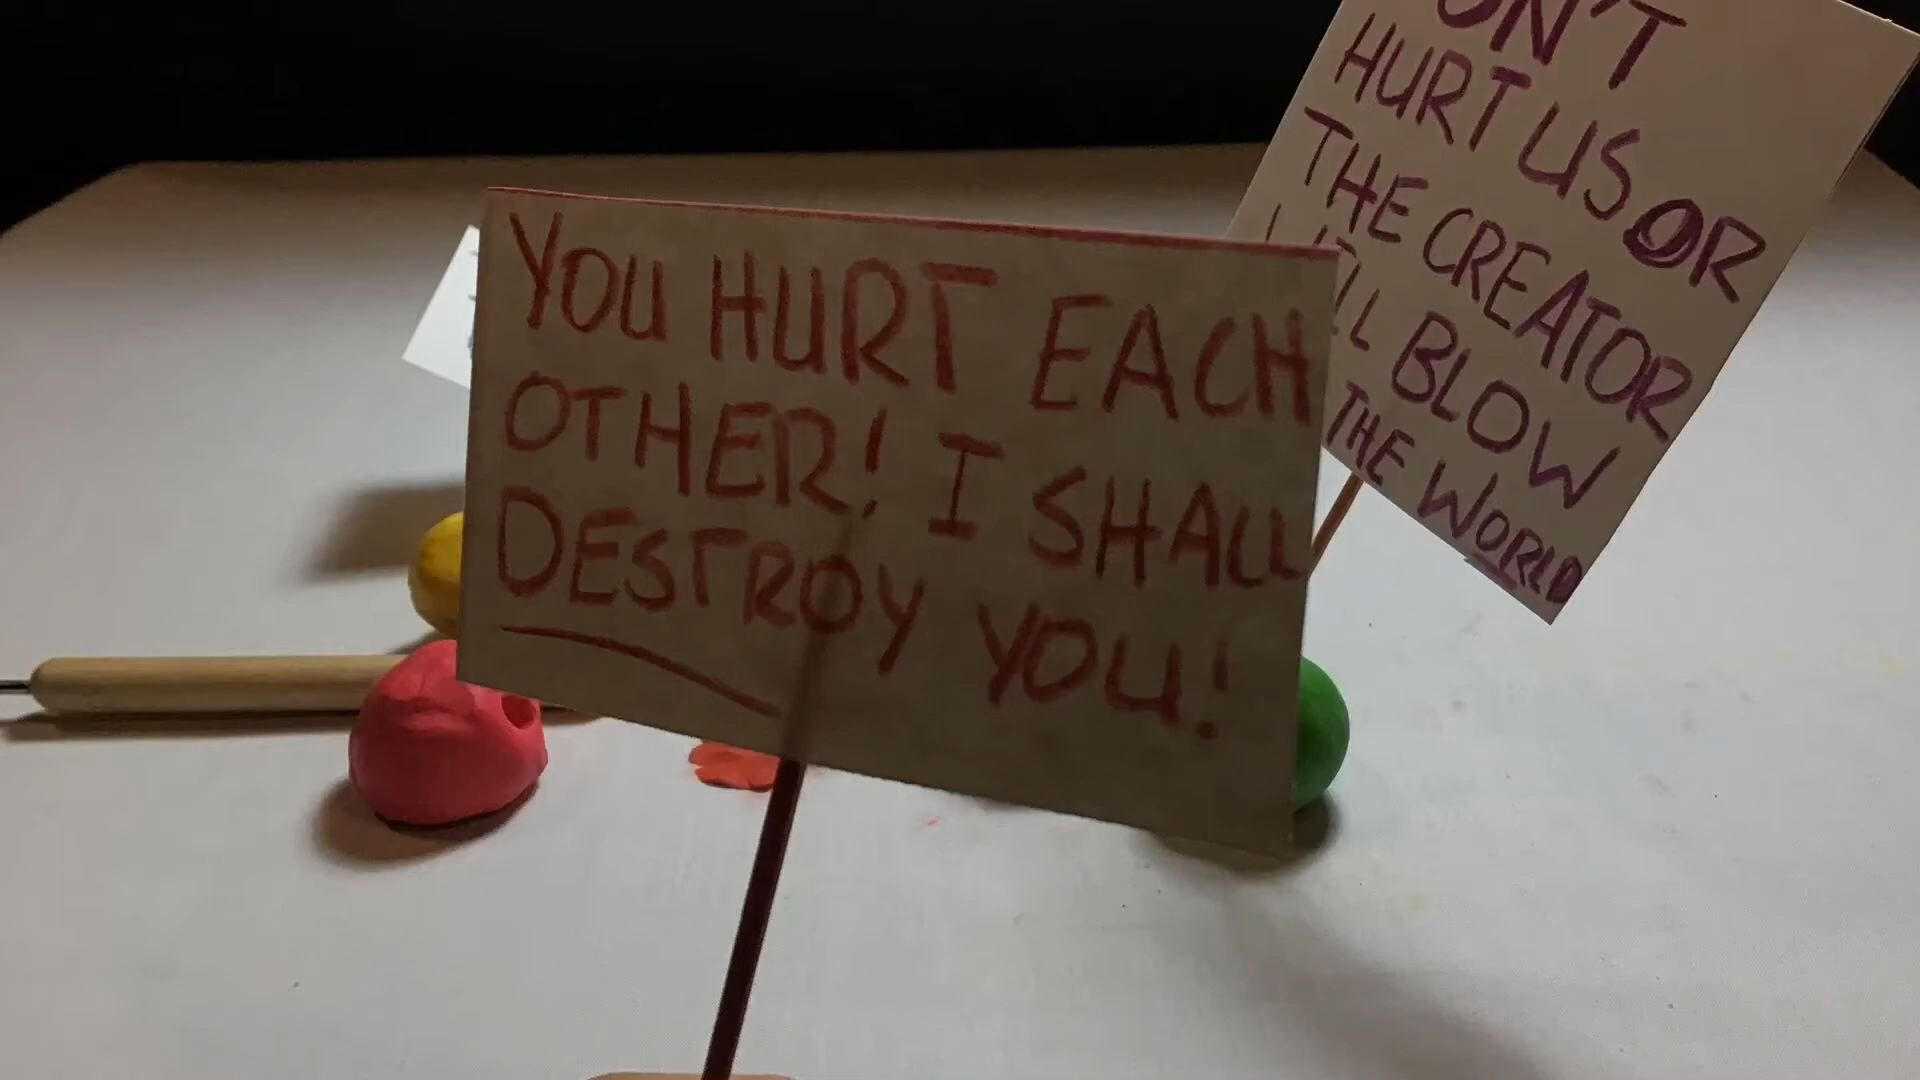 YOU HURT EACH
OTHER! I SHALL
DESTROY YOU!
HURT US OR
THE CREATOR
BLOW
THE WORLD